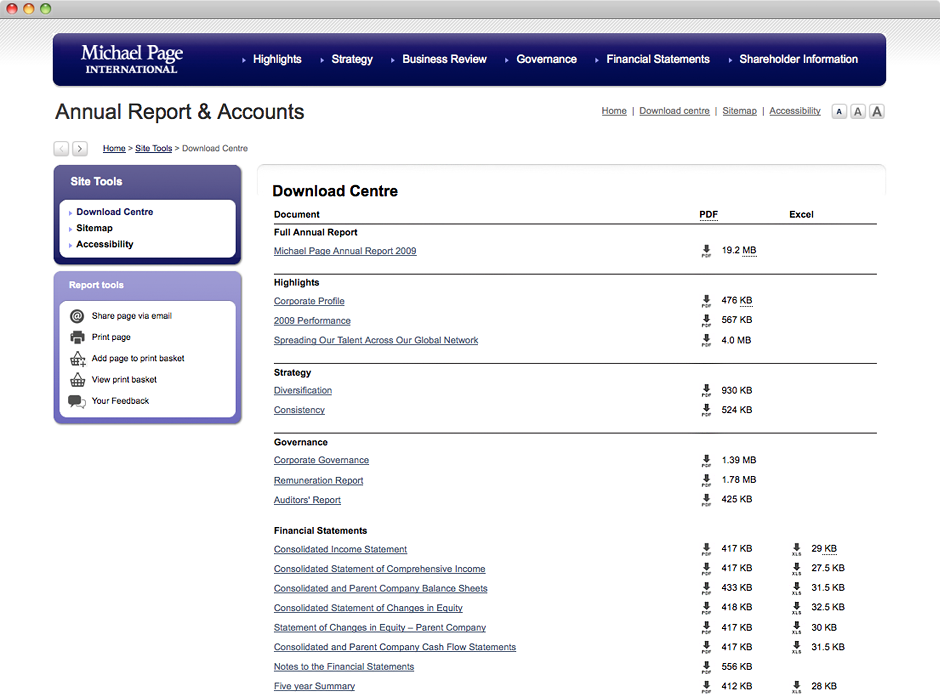 Michael Page
INTERNATIONAL
Highlights Strategy Business Review Governance Financial Statements Shareholder Information
Annual Report & Accounts
Home | Download centre | Sitemap | Accessibility A A A
Home > Site Tools > Download Centre
Site Tools
Download Centre
Sitemap
Accessibility
Report tools
Share page via email
Print page
Add page to print basket
View print basket
Your Feedback
Download Centre
Document PDF Excel
Full Annual Report
Michael Page Annual Report 2009 PDF 19.2 MB
Highlights
Corporate Profile PDF 476 KB
2009 Performance PDF 567 KB
Spreading Our Talent Across Our Global Network PDF 4.0 MB
Strategy
Diversification PDF 930 KB
Consistency PDF 524 KB
Governance
Corporate Governance PDF 1.39 MB
Remuneration Report PDF 1.78 MB
Auditors' Report PDF 425 KB
Financial Statements
Consolidated Income Statement PDF 417 KB XLS 29 KB
Consolidated Statement of Comprehensive Income PDF 417 KB XLS 27.5 KB
Consolidated and Parent Company Balance Sheets PDF 433 KB XLS 31.5 KB
Consolidated Statement of Changes in Equity PDF 418 KB XLS 32.5 KB
Statement of Changes in Equity – Parent Company PDF 417 KB XLS 30 KB
Consolidated and Parent Company Cash Flow Statements PDF 417 KB XLS 31.5 KB
Notes to the Financial Statements PDF 556 KB
Five year Summary PDF 412 KB XLS 28 KB